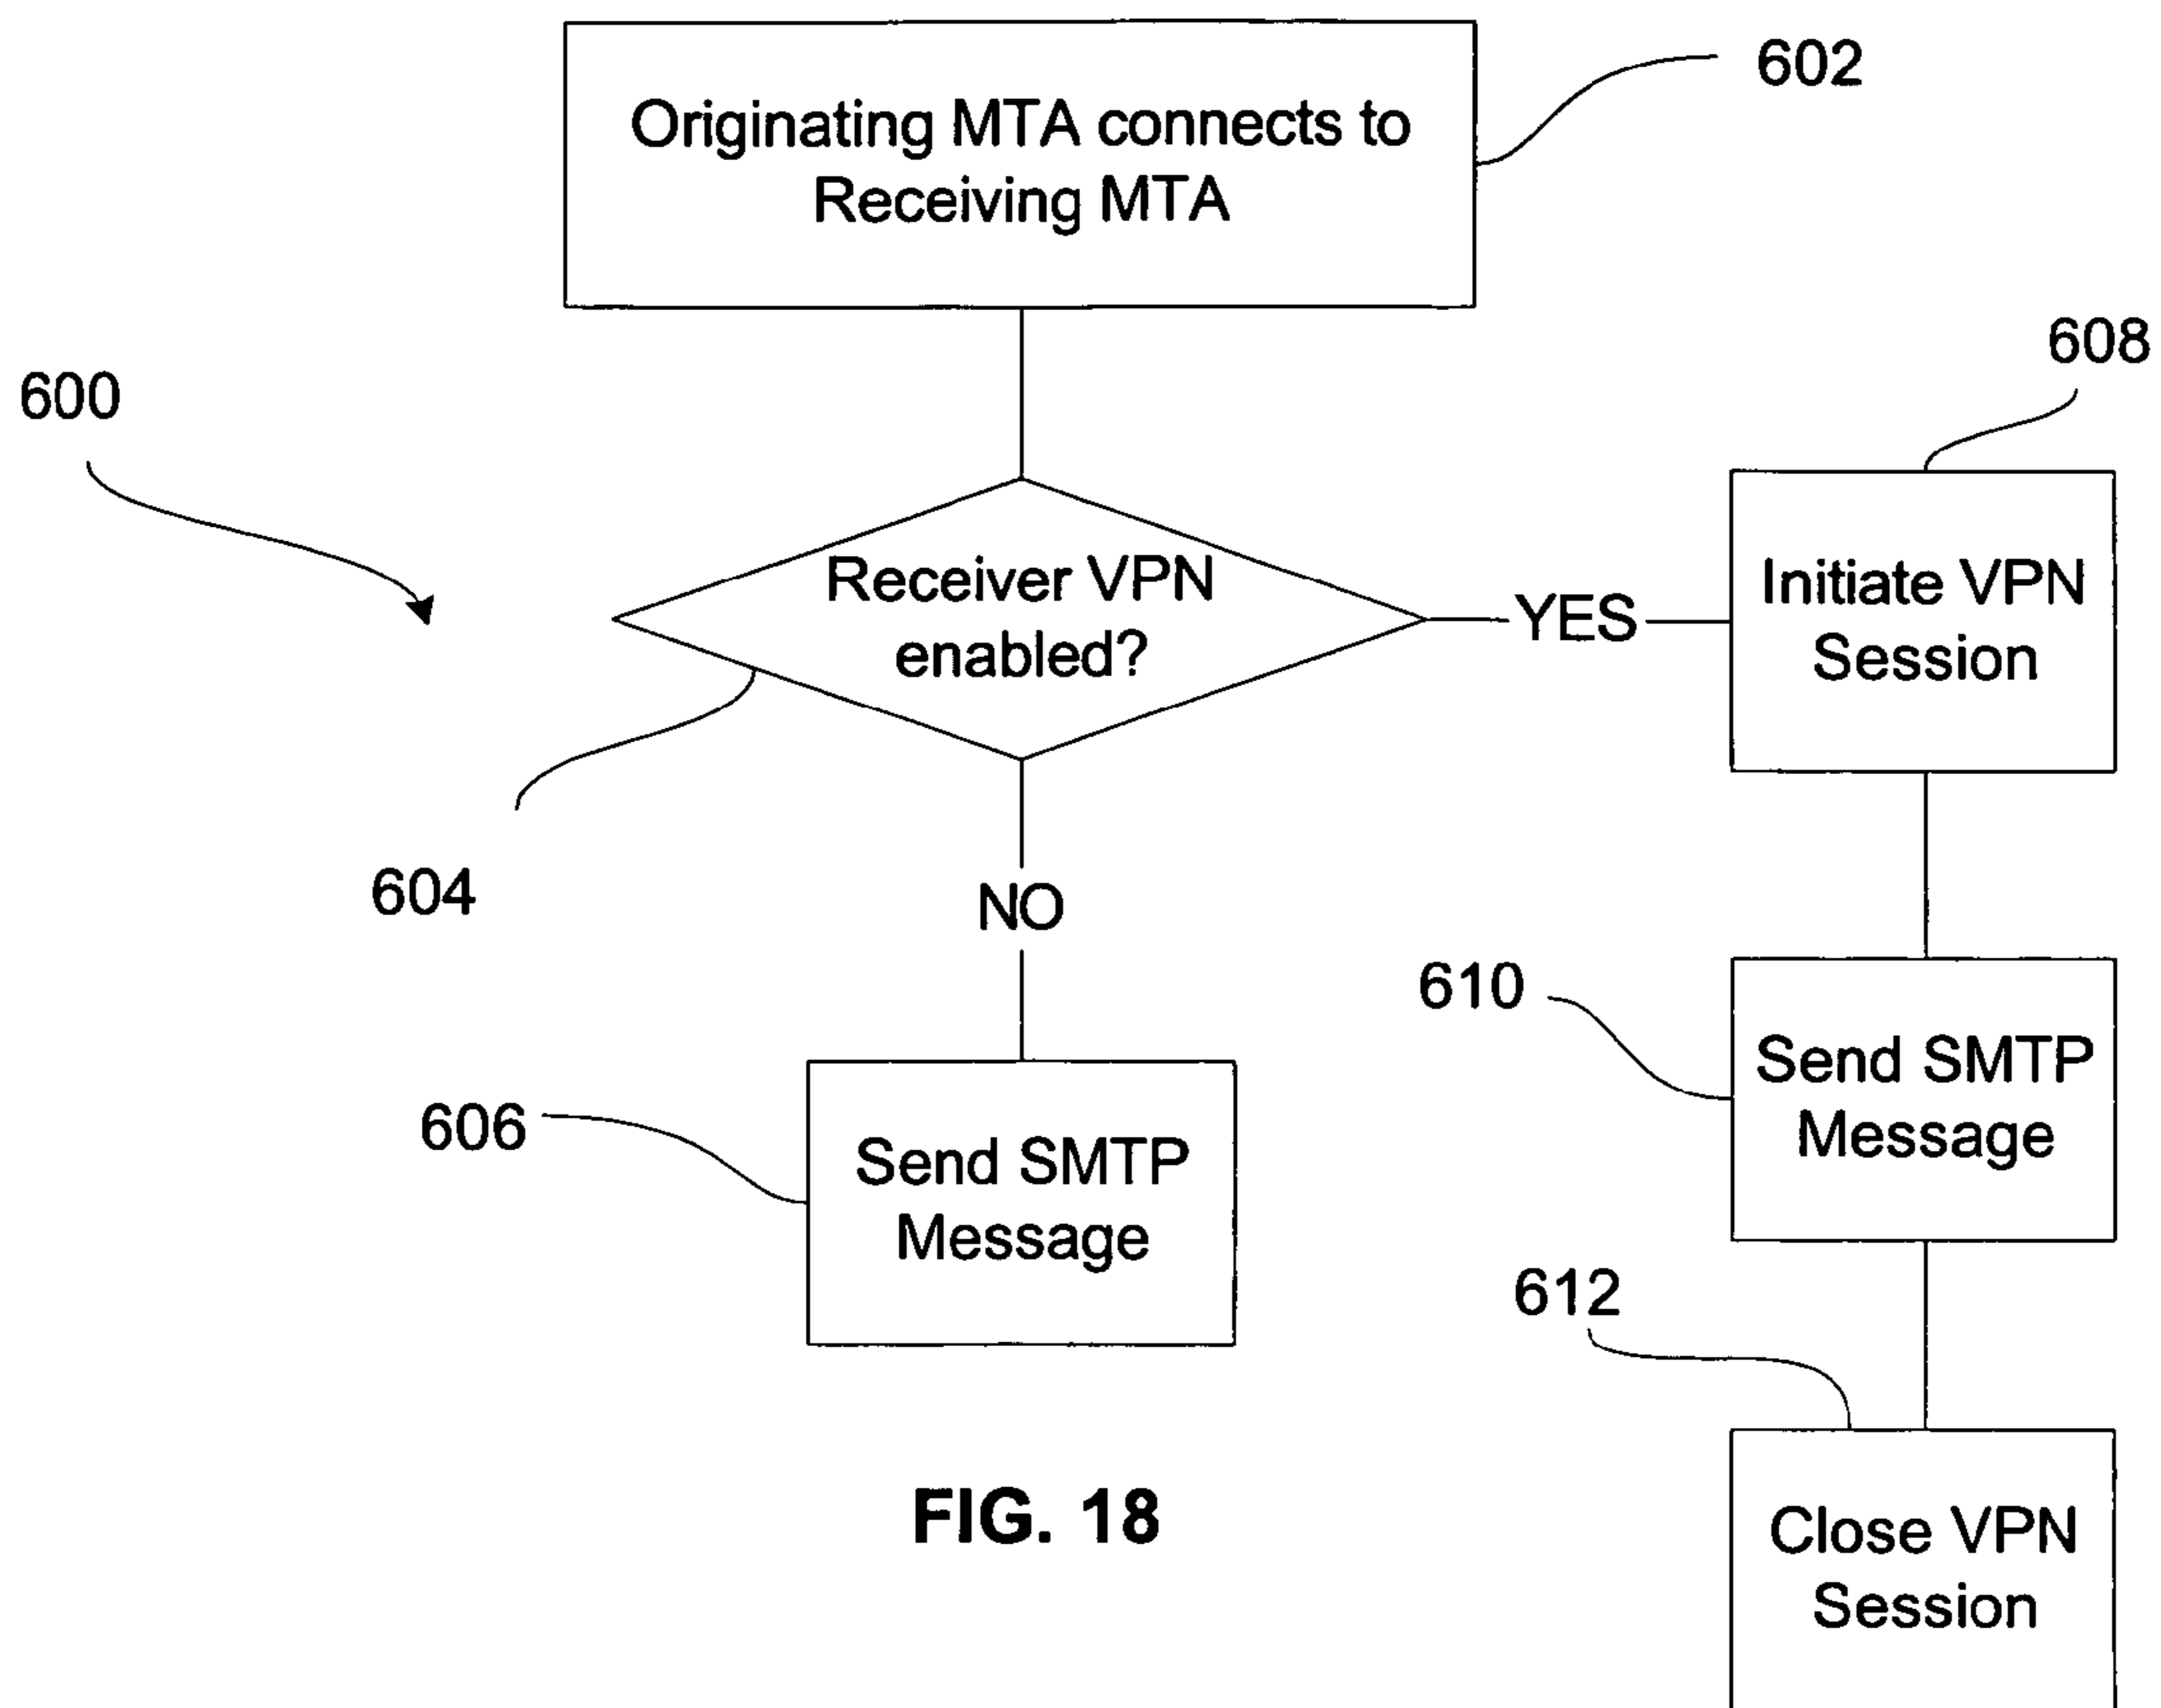 Originating MTA connects to
Receiving MTA
602
600
608
Receiver VPN
enabled?
YES
Initiate VPN
Session
604
NO
610
Send SMTP
Message
606
Send SMTP
Message
612
Close VPN
Session
FIG. 18